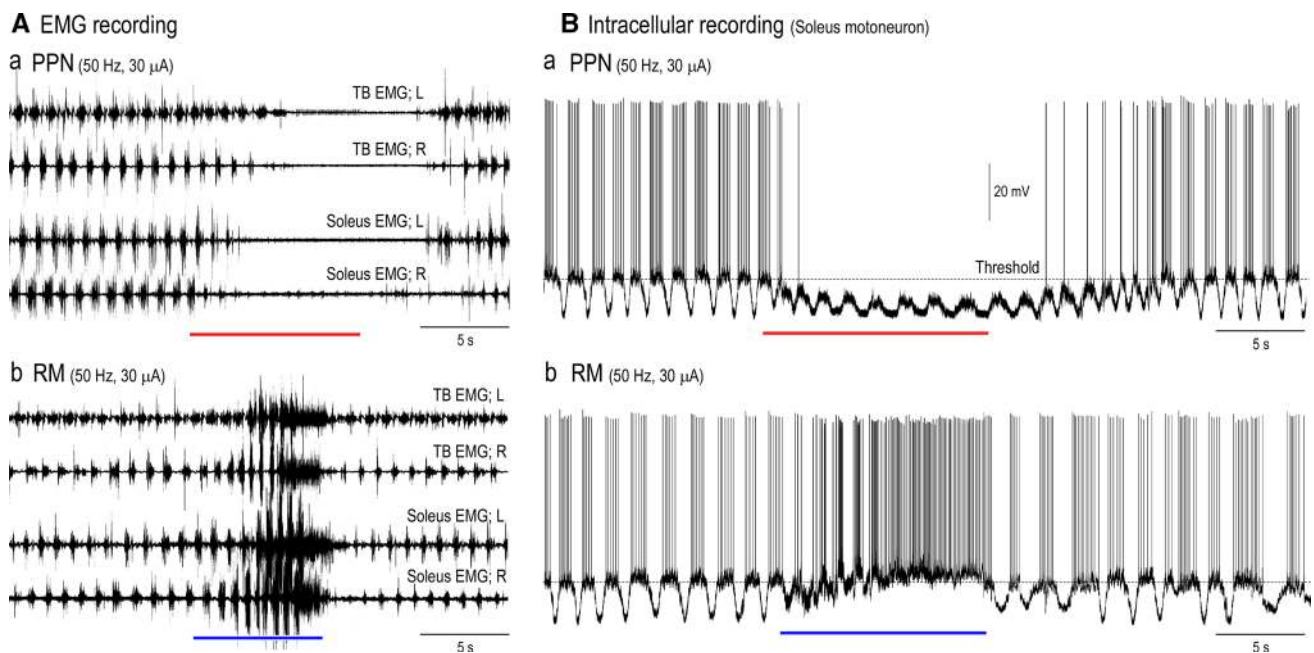 A EMG recording
a PPN (50 Hz, 30 μA)
TB EMG; L
TB EMG; R
Soleus EMG; L
Soleus EMG; R
5 s
b RM (50 Hz, 30 μA)
TB EMG; L
TB EMG; R
Soleus EMG; L
Soleus EMG; R
5 s
B Intracellular recording (Soleus motoneuron)
a PPN (50 Hz, 30 μA)
20 mV
Threshold
5 s
b RM (50 Hz, 30 μA)
5 s